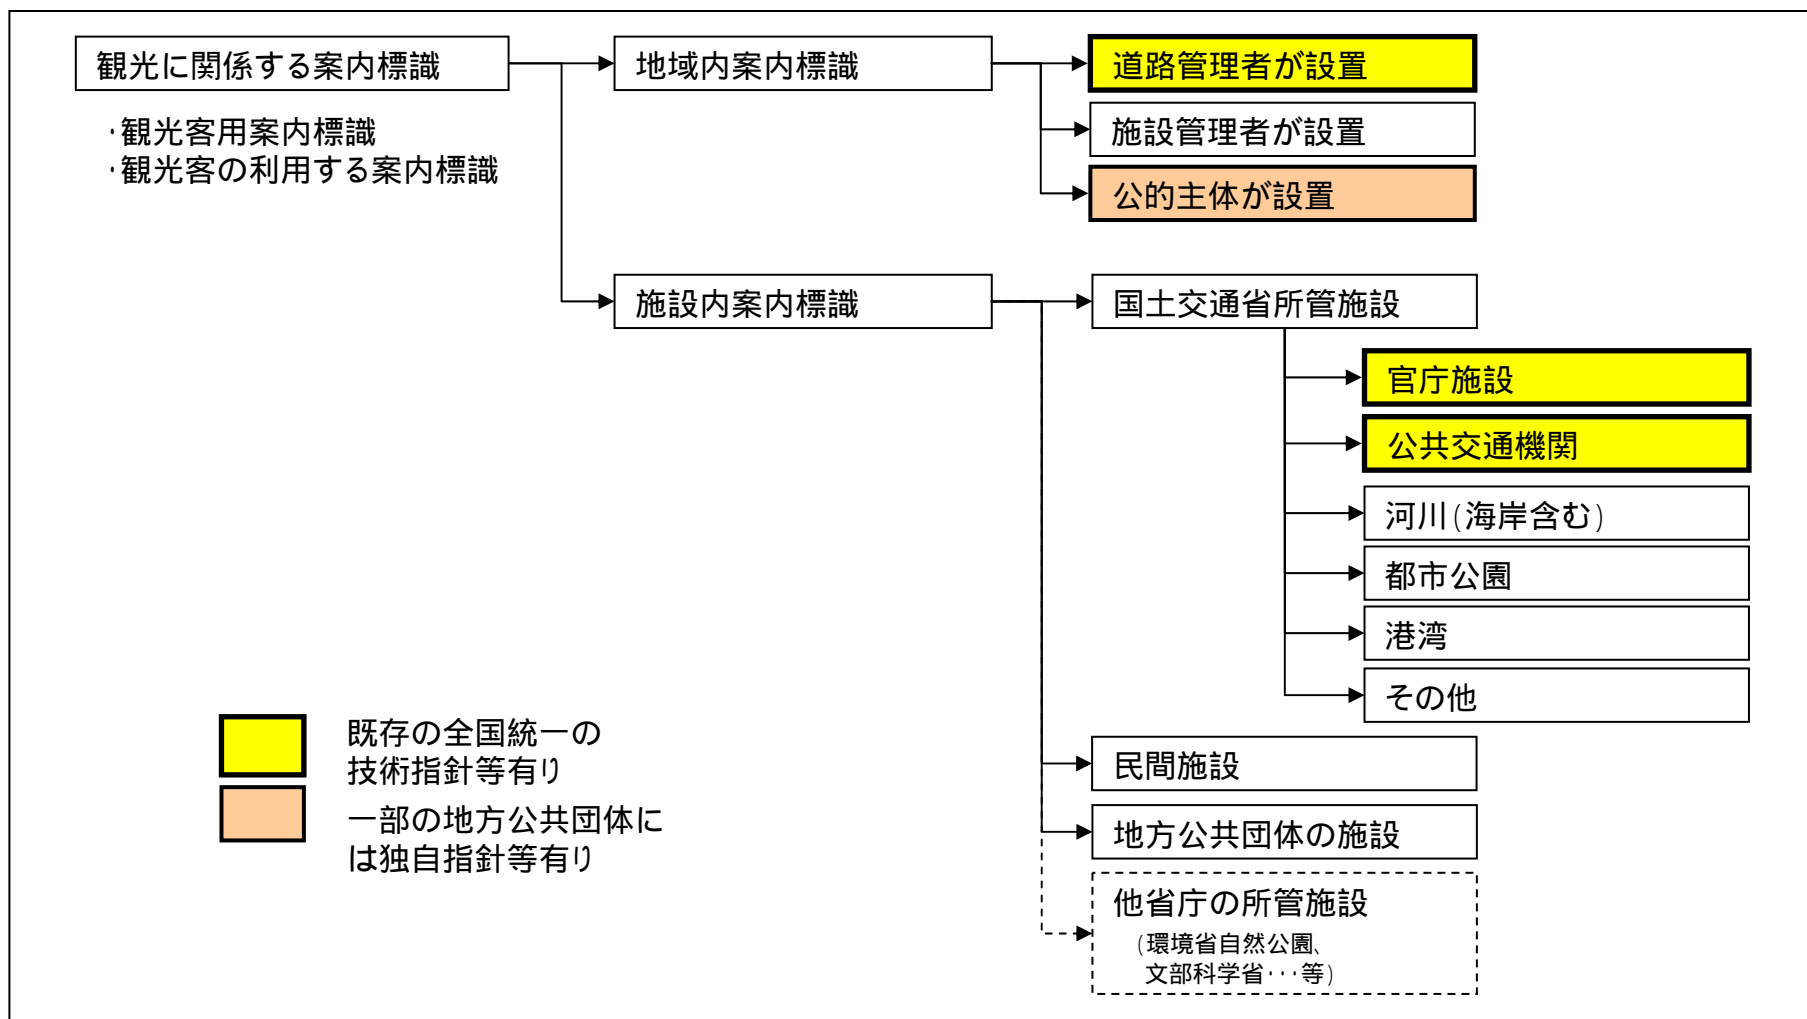 観光に関係する案内標識
・観光客用案内標識
・観光客の利用する案内標識
地域内案内標識
道路管理者が設置
施設管理者が設置
公的主体が設置
施設内案内標識
国土交通省所管施設
官庁施設
公共交通機関
河川(海岸含む)
都市公園
港湾
その他
民間施設
地方公共団体の施設
他省庁の所管施設
(環境省自然公園、
文部科学省・・・等)
既存の全国統一の
技術指針等有り
一部の地方公共団体に
は独自指針等有り